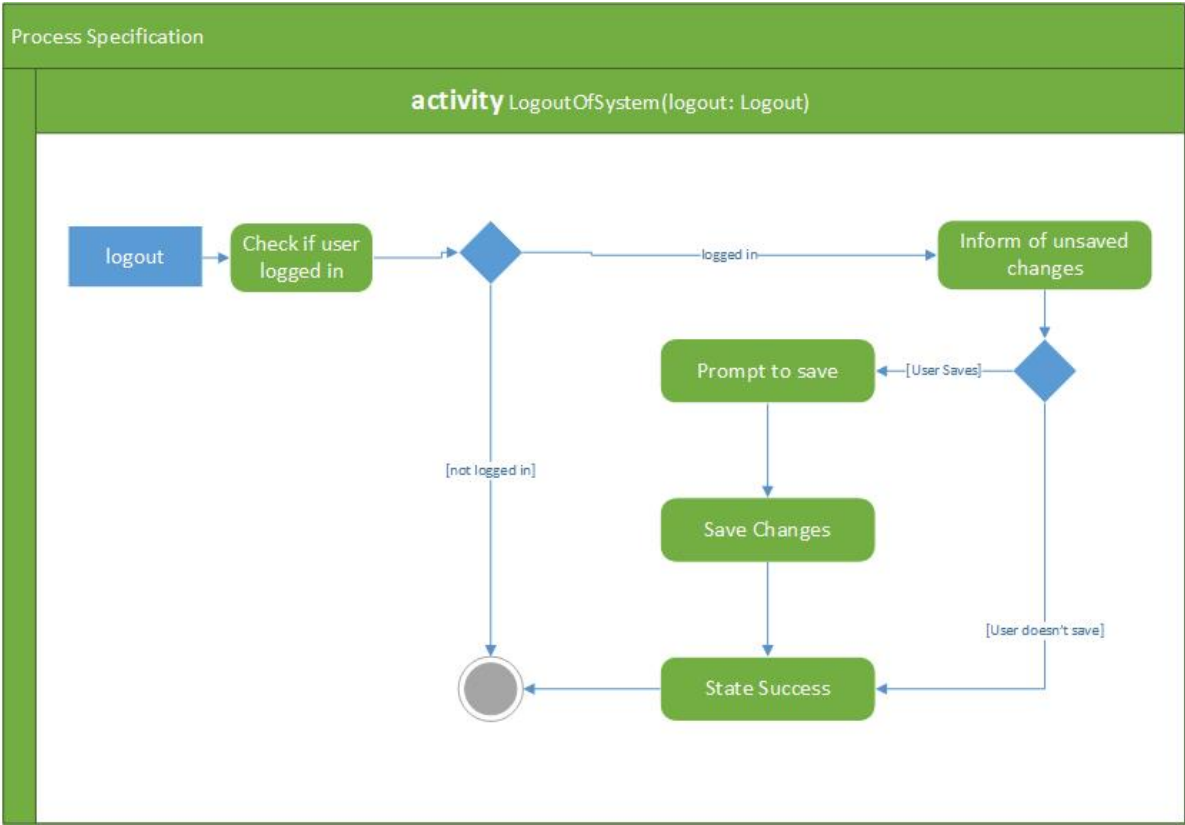 Process Specification
activity LogoutOfSystem(logout: Logout)
logout
Check if user
logged in
logged in
Inform of unsaved
changes
Prompt to save
[User Saves]
[not logged in]
Save Changes
[User doesn't save]
State Success